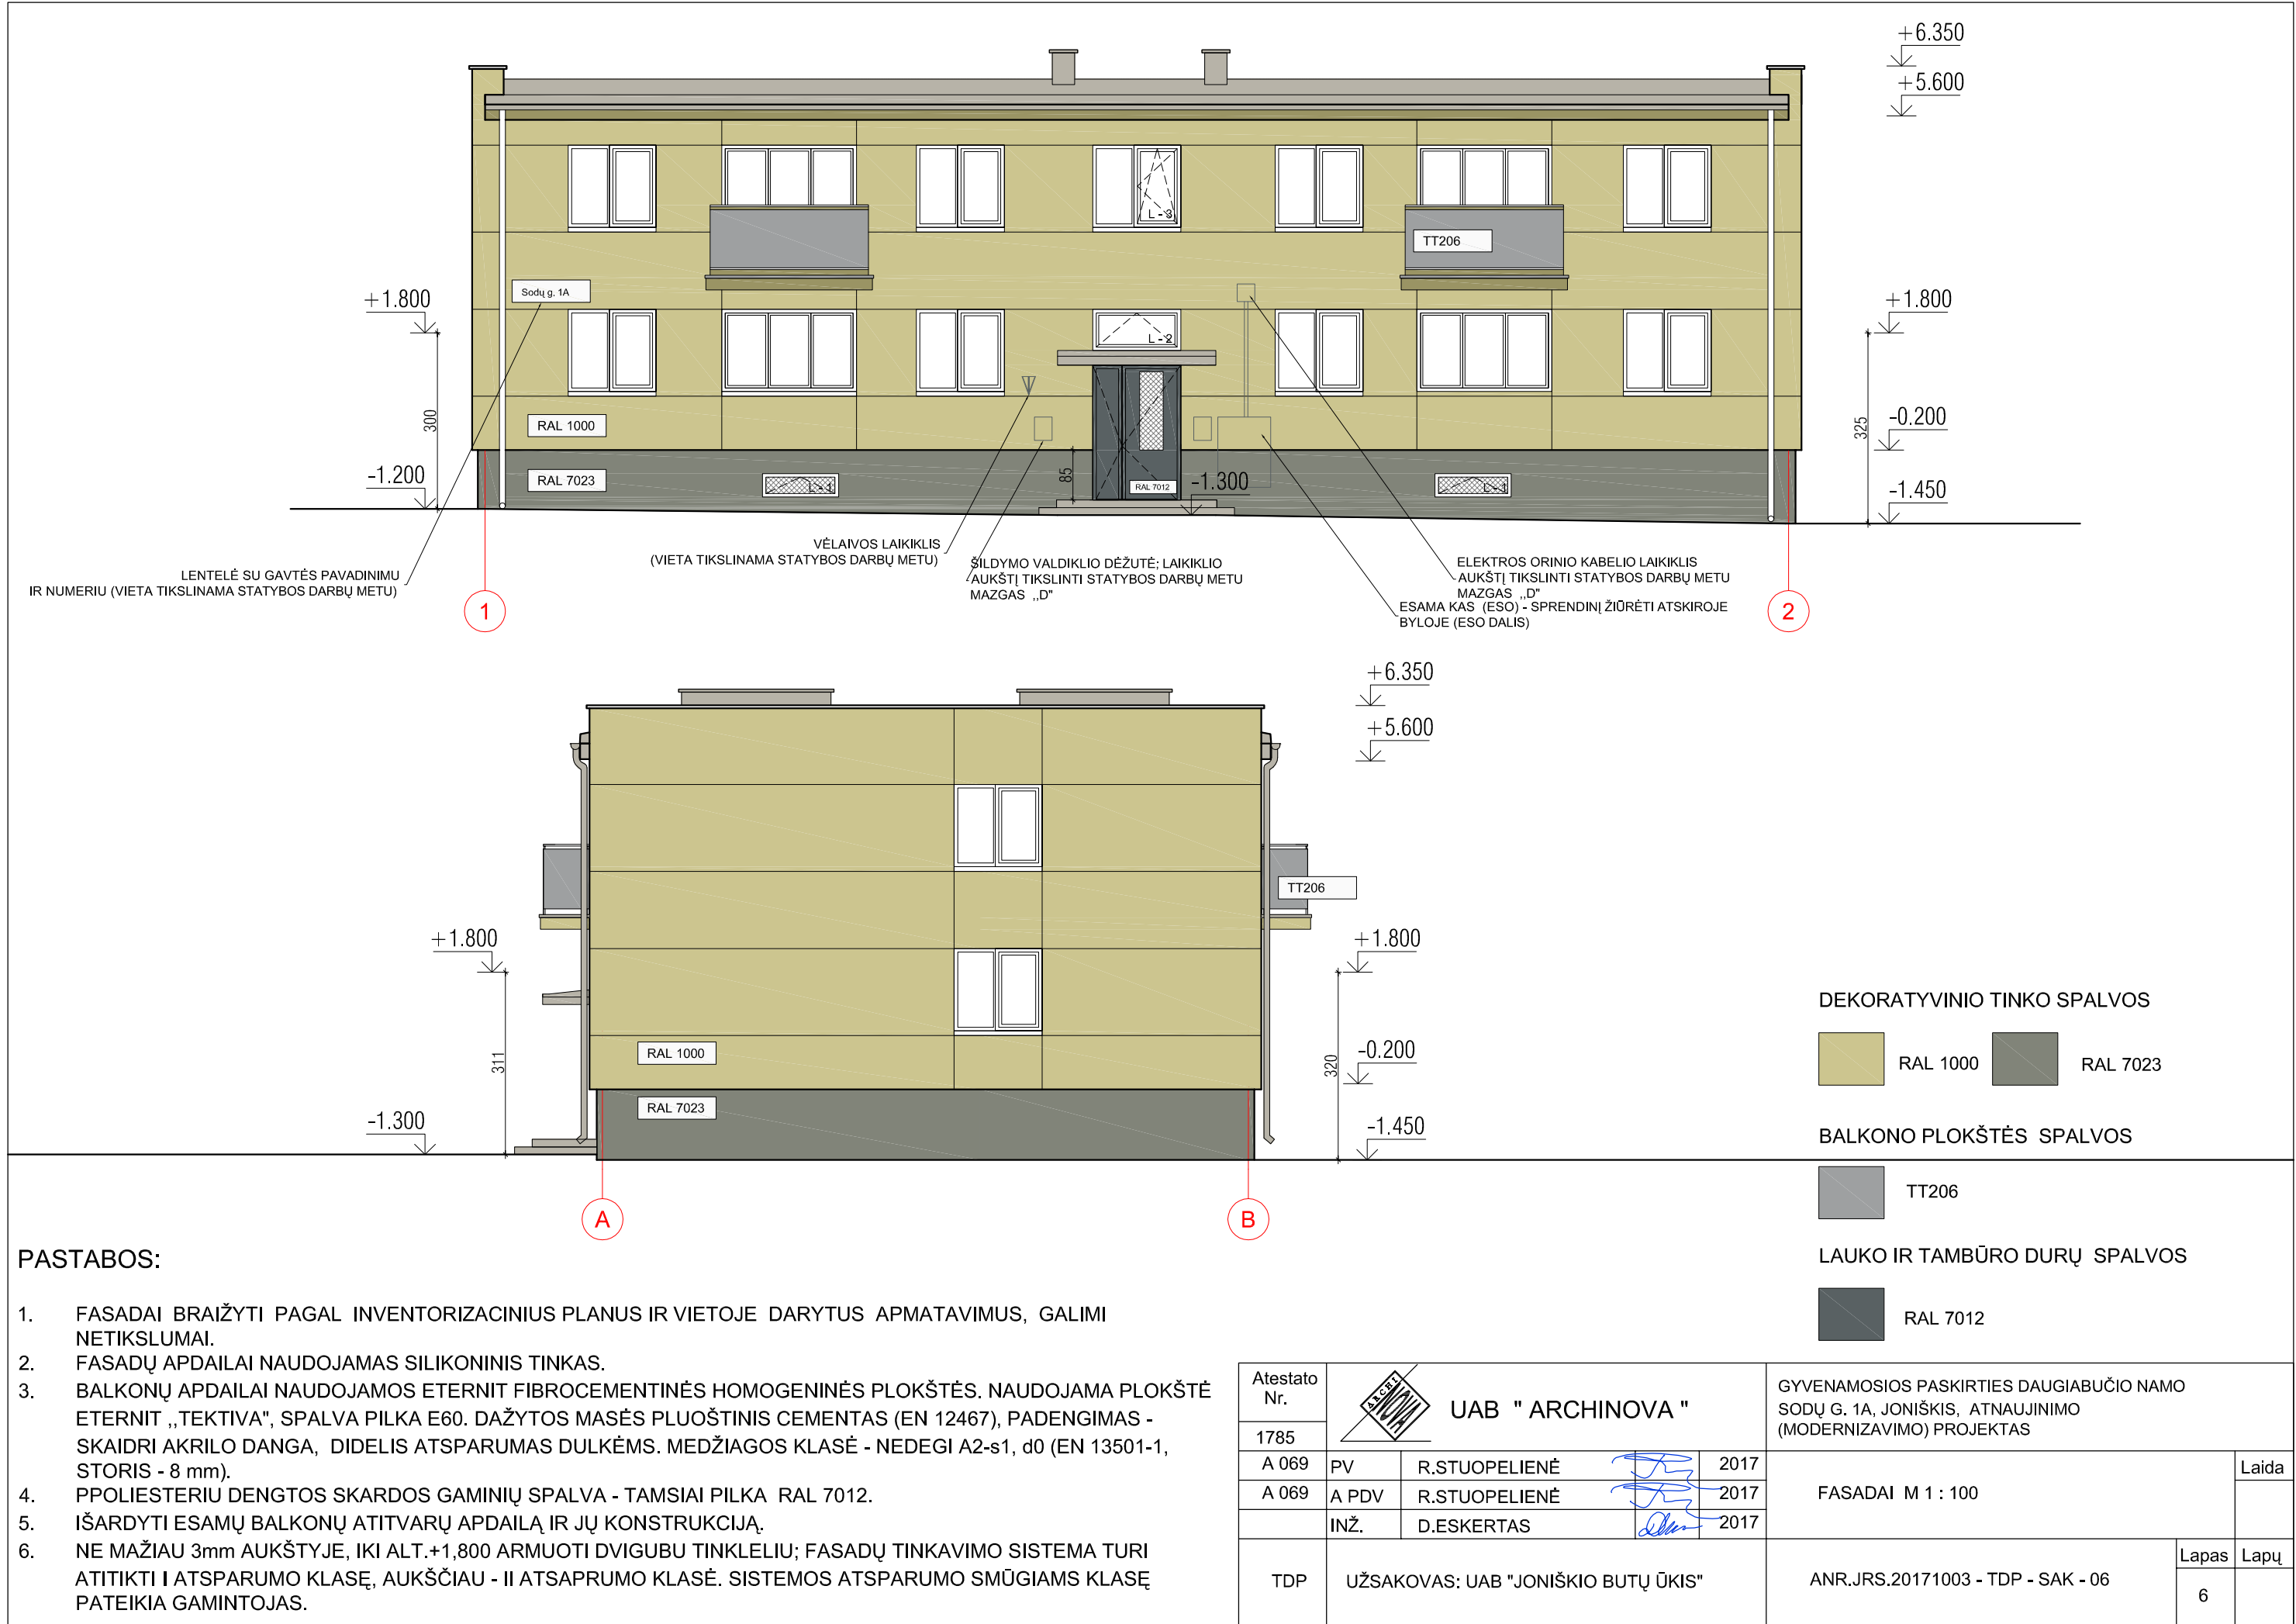 +6.350
+5.600
L - 3
TT206
Sodų g. 1A
+1.800
+1.800
L - 2
300
325
RAL 1000
-0.200
-1.200
RAL 7023
L - 1
85
RAL 7012
-1.300
L - 1
-1.450
VĖLAIVOS LAIKIKLIS
(VIETA TIKSLINAMA STATYBOS DARBŲ METU)
LENTELĖ SU GAVTĖS PAVADINIMU
IR NUMERIU (VIETA TIKSLINAMA STATYBOS DARBŲ METU)
ŠILDYMO VALDIKLIO DĖŽUTĖ; LAIKIKLIO
AUKŠTĮ TIKSLINTI STATYBOS DARBŲ METU
MAZGAS ,,D"
ELEKTROS ORINIO KABELIO LAIKIKLIS
AUKŠTĮ TIKSLINTI STATYBOS DARBŲ METU
MAZGAS ,,D"
ESAMA KAS (ESO) - SPRENDINĮ ŽIŪRĖTI ATSKIROJE
BYLOJE (ESO DALIS)
1
2
+6.350
+5.600
TT206
+1.800
+1.800
311
320
RAL 1000
-0.200
RAL 7023
-1.300
-1.450
A
B
DEKORATYVINIO TINKO SPALVOS
RAL 1000
RAL 7023
BALKONO PLOKŠTĖS SPALVOS
TT206
LAUKO IR TAMBŪRO DURŲ SPALVOS
RAL 7012
PASTABOS:
1. FASADAI BRAIŽYTI PAGAL INVENTORIZACINIUS PLANUS IR VIETOJE DARYTUS APMATAVIMUS, GALIMI
NETIKSLUMAI.
2. FASADŲ APDAILAI NAUDOJAMAS SILIKONINIS TINKAS.
3. BALKONŲ APDAILAI NAUDOJAMOS ETERNIT FIBROCEMENTINĖS HOMOGENINĖS PLOKŠTĖS. NAUDOJAMA PLOKŠTĖ
ETERNIT ,,TEKTIVA", SPALVA PILKA E60. DAŽYTOS MASĖS PLUOŠTINIS CEMENTAS (EN 12467), PADENGIMAS -
SKAIDRI AKRILO DANGA, DIDELIS ATSPARUMAS DULKĖMS. MEDŽIAGOS KLASĖ - NEDEGI A2-s1, d0 (EN 13501-1,
STORIS - 8 mm).
4. PPOLIESTERIU DENGTOS SKARDOS GAMINIŲ SPALVA - TAMSIAI PILKA RAL 7012.
5. IŠARDYTI ESAMŲ BALKONŲ ATITVARŲ APDAILĄ IR JŲ KONSTRUKCIJĄ.
6. NE MAŽIAU 3mm AUKŠTYJE, IKI ALT.+1,800 ARMUOTI DVIGUBU TINKLELIU; FASADŲ TINKAVIMO SISTEMA TURI
ATITIKTI I ATSPARUMO KLASĘ, AUKŠČIAU - II ATSAPRUMO KLASĖ. SISTEMOS ATSPARUMO SMŪGIAMS KLASĘ
PATEIKIA GAMINTOJAS.
Atestato
Nr.
1785
ARCHI
NOVA
UAB " ARCHINOVA "
GYVENAMOSIOS PASKIRTIES DAUGIABUČIO NAMO
SODŲ G. 1A, JONIŠKIS, ATNAUJINIMO
(MODERNIZAVIMO) PROJEKTAS
A 069 PV R.STUOPELIENĖ 2017
A 069 A PDV R.STUOPELIENĖ 2017
INŽ. D.ESKERTAS 2017
FASADAI M 1 : 100
Laida
TDP
UŽSAKOVAS: UAB "JONIŠKIO BUTŲ ŪKIS"
ANR.JRS.20171003 - TDP - SAK - 06
Lapas Lapų
6